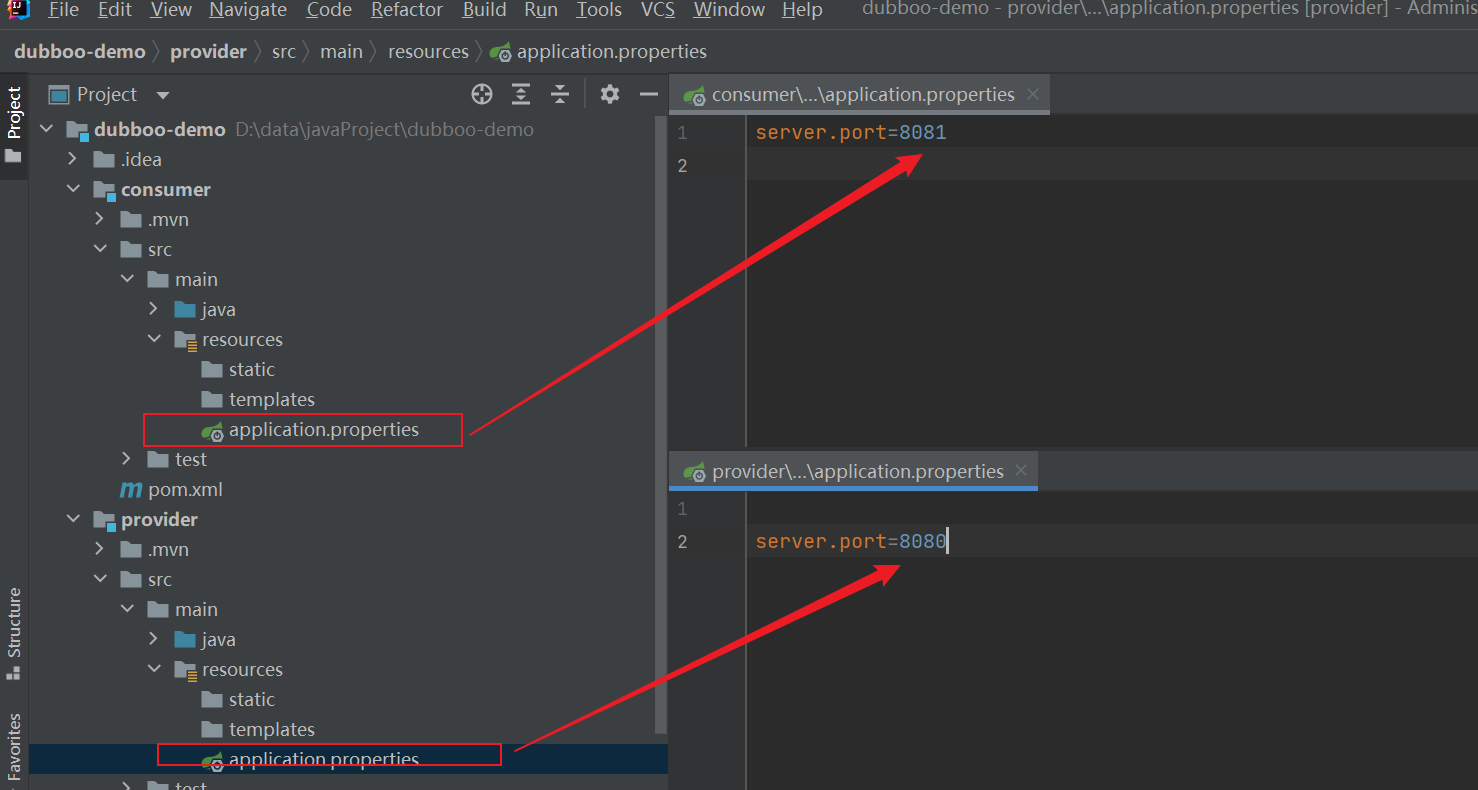 File Edit View Navigate Code Refactor Build Run Tools VCS Window Help dubboo-demo - provider\...\application.properties [provider] - Adminis
dubboo-demo provider src main resources application.properties
Project
Project
dubboo-demo D:\data\javaProject\dubboo-demo
.idea
consumer
.mvn
src
main
java
resources
static
templates
application.properties
test
pom.xml
provider
.mvn
src
main
java
resources
static
templates
application.properties
test
Structure
Favorites
consumer\...\application.properties
1 server.port=8081
2
provider\...\application.properties
1
2 server.port=8080